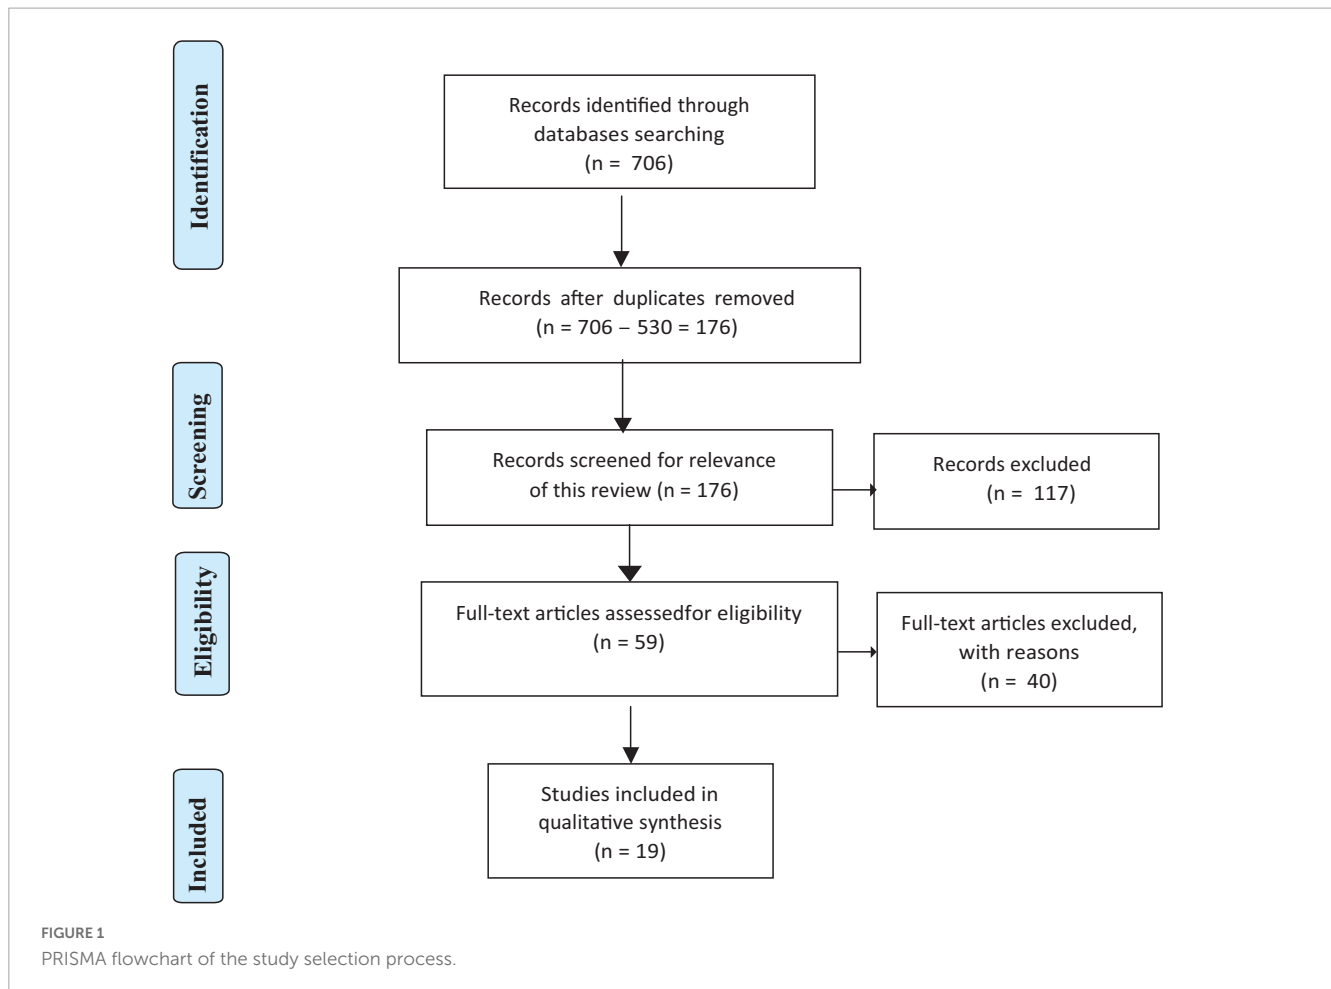 Identification
Records identified through
databases searching
(n = 706)
Records after duplicates removed
(n = 706 – 530 = 176)
Screening
Records screened for relevance
of this review (n = 176)
Records excluded
(n = 117)
Eligibility
Full-text articles assessedfor eligibility
(n = 59)
Full-text articles excluded,
with reasons
(n = 40)
Included
Studies included in
qualitative synthesis
(n = 19)
FIGURE 1
PRISMA flowchart of the study selection process.